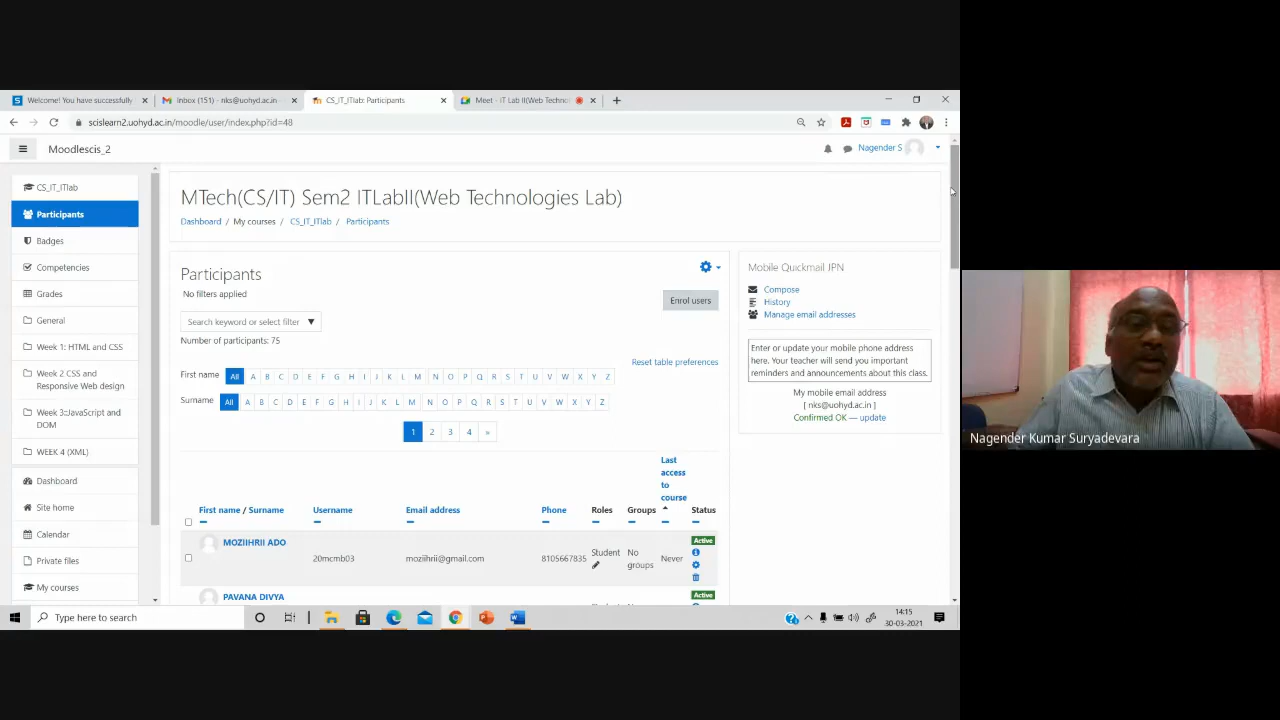 Welcome! You have successfully
Inbox (151) - nks@uohyd.ac.in -
CS_IT_ITlab: Participants
Meet - IT Lab II(Web Technol
scislearn2.uohyd.ac.in/moodle/user/index.php?id=48
Moodlescis_2
Nagender S
CS_IT_ITlab
Participants
Badges
Competencies
Grades
General
Week 1: HTML and CSS
Week 2 CSS and
Responsive Web design
Week 3::JavaScript and
DOM
WEEK 4 (XML)
Dashboard
Site home
Calendar
Private files
My courses
MTech(CS/IT) Sem2 ITLabII(Web Technologies Lab)
Dashboard / My courses / CS_IT_ITlab / Participants
Participants
No filters applied
Enrol users
Search keyword or select filter ▼
Number of participants: 75
Reset table preferences
First name All A B C D E F G H I J K L M N O P Q R S T U V W X Y Z
Surname All A B C D E F G H I J K L M N O P Q R S T U V W X Y Z
1 2 3 4 »
Last
access
to
course
First name / Surname Username Email address Phone Roles Groups Status
MOZIIHRII ADO 20mcmb03 moziihrii@gmail.com 8105667835 Student No groups Never Active
PAVANA DIVYA Active
Mobile Quickmail JPN
Compose
History
Manage email addresses
Enter or update your mobile phone address
here. Your teacher will send you important
reminders and announcements about this class.
My mobile email address
[ nks@uohyd.ac.in ]
Confirmed OK — update
Type here to search
14:15
30-03-2021
Nagender Kumar Suryadevara